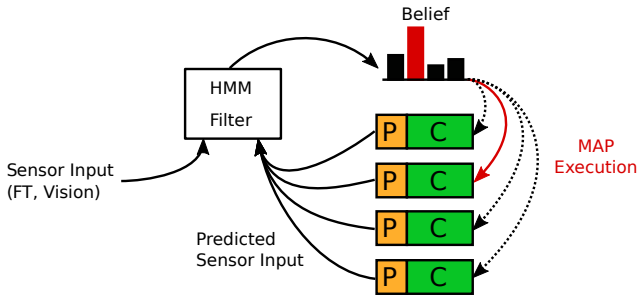 Belief
HMM
Filter
P C
P C
P C
P C
MAP
Execution
Sensor Input
(FT, Vision)
Predicted
Sensor Input